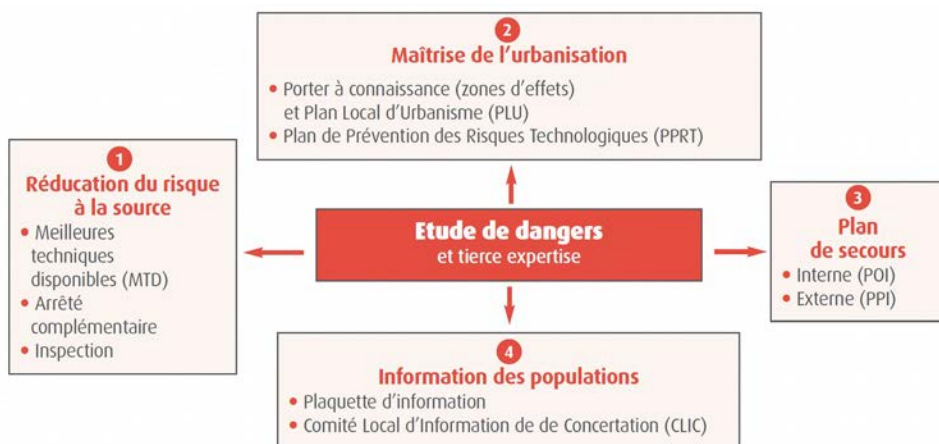 1
Réducation du risque
à la source
• Meilleures
techniques
disponibles (MTD)
• Arrêté
complémentaire
• Inspection
2
Maîtrise de l'urbanisation
• Porter à connaissance (zones d'effets)
et Plan Local d'Urbanisme (PLU)
• Plan de Prévention des Risques Technologiques (PPRT)
Etude de dangers
et tierce expertise
3
Plan
de secours
• Interne (POI)
• Externe (PPI)
4
Information des populations
• Plaquette d'information
• Comité Local d'Information de de Concertation (CLIC)